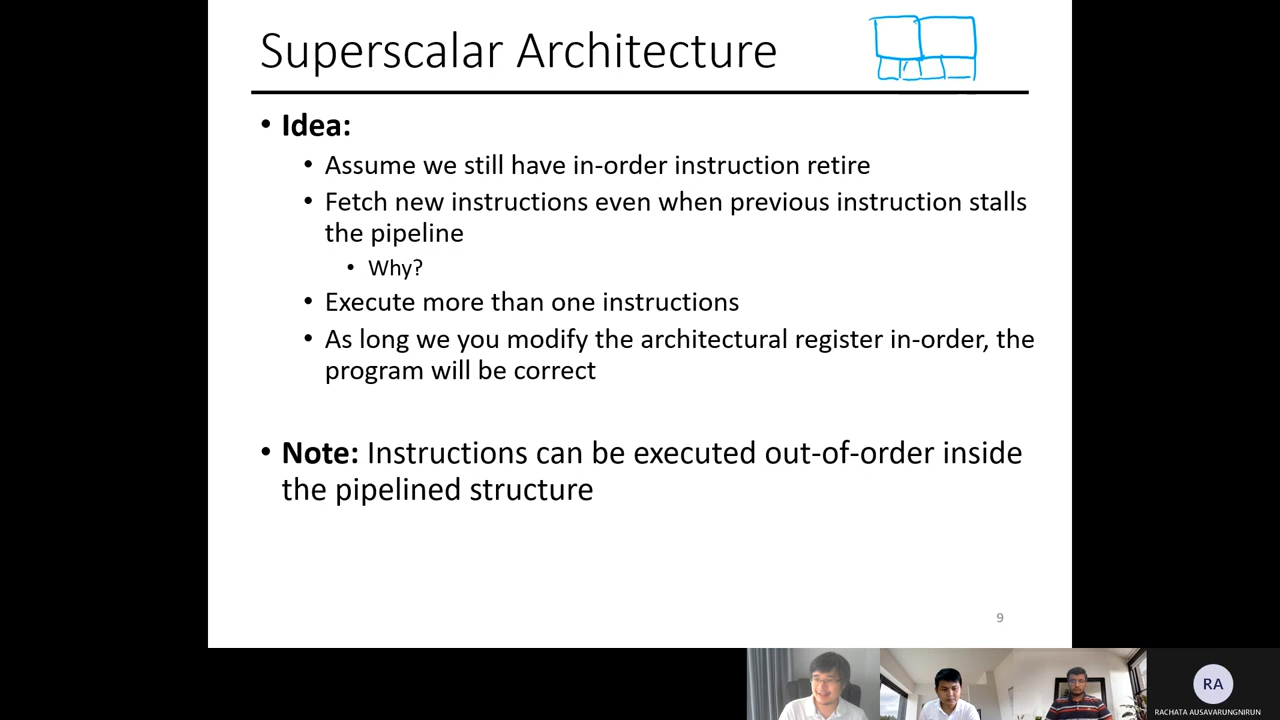 Superscalar Architecture
• Idea:
• Assume we still have in-order instruction retire
• Fetch new instructions even when previous instruction stalls
the pipeline
• Why?
• Execute more than one instructions
• As long we you modify the architectural register in-order, the
program will be correct
• Note: Instructions can be executed out-of-order inside
the pipelined structure
9
RA
RACHATA AUSAVARUNGNIRUN